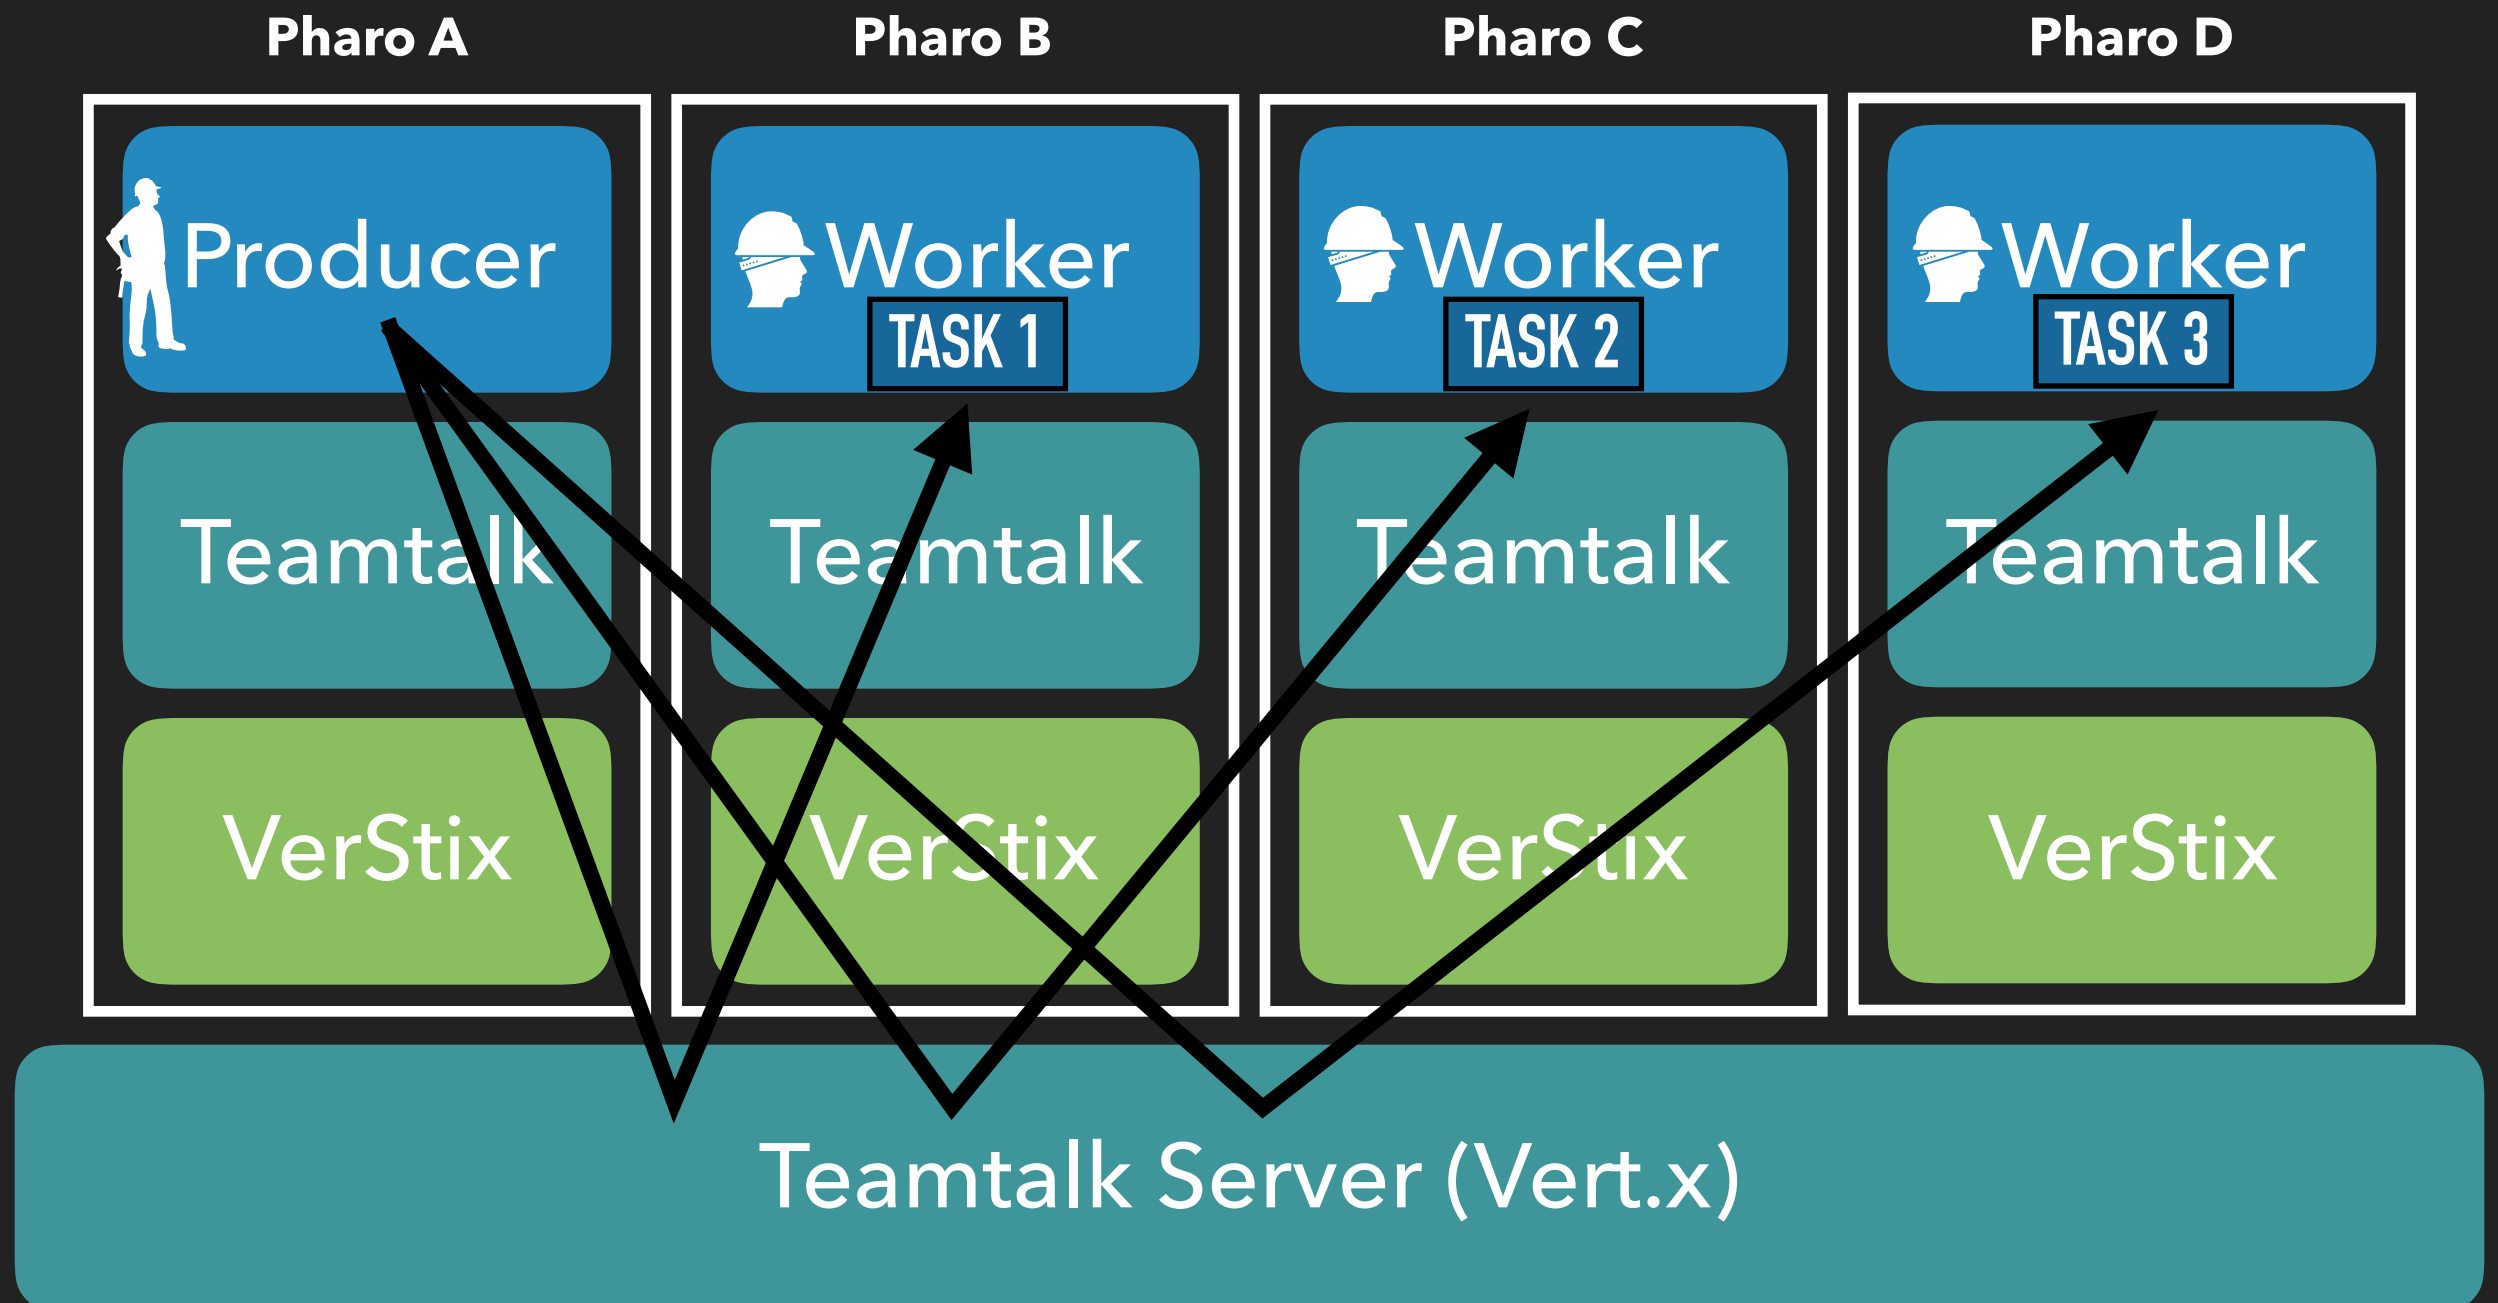 Pharo A
Pharo B
Pharo C
Pharo D
Producer
Worker
Worker
Worker
TASK 1
TASK 2
TASK 3
Teamtalk
Teamtalk
Teamtalk
Teamtalk
VerStix
VerStix
VerStix
VerStix
Teamtalk Server (Vert.x)